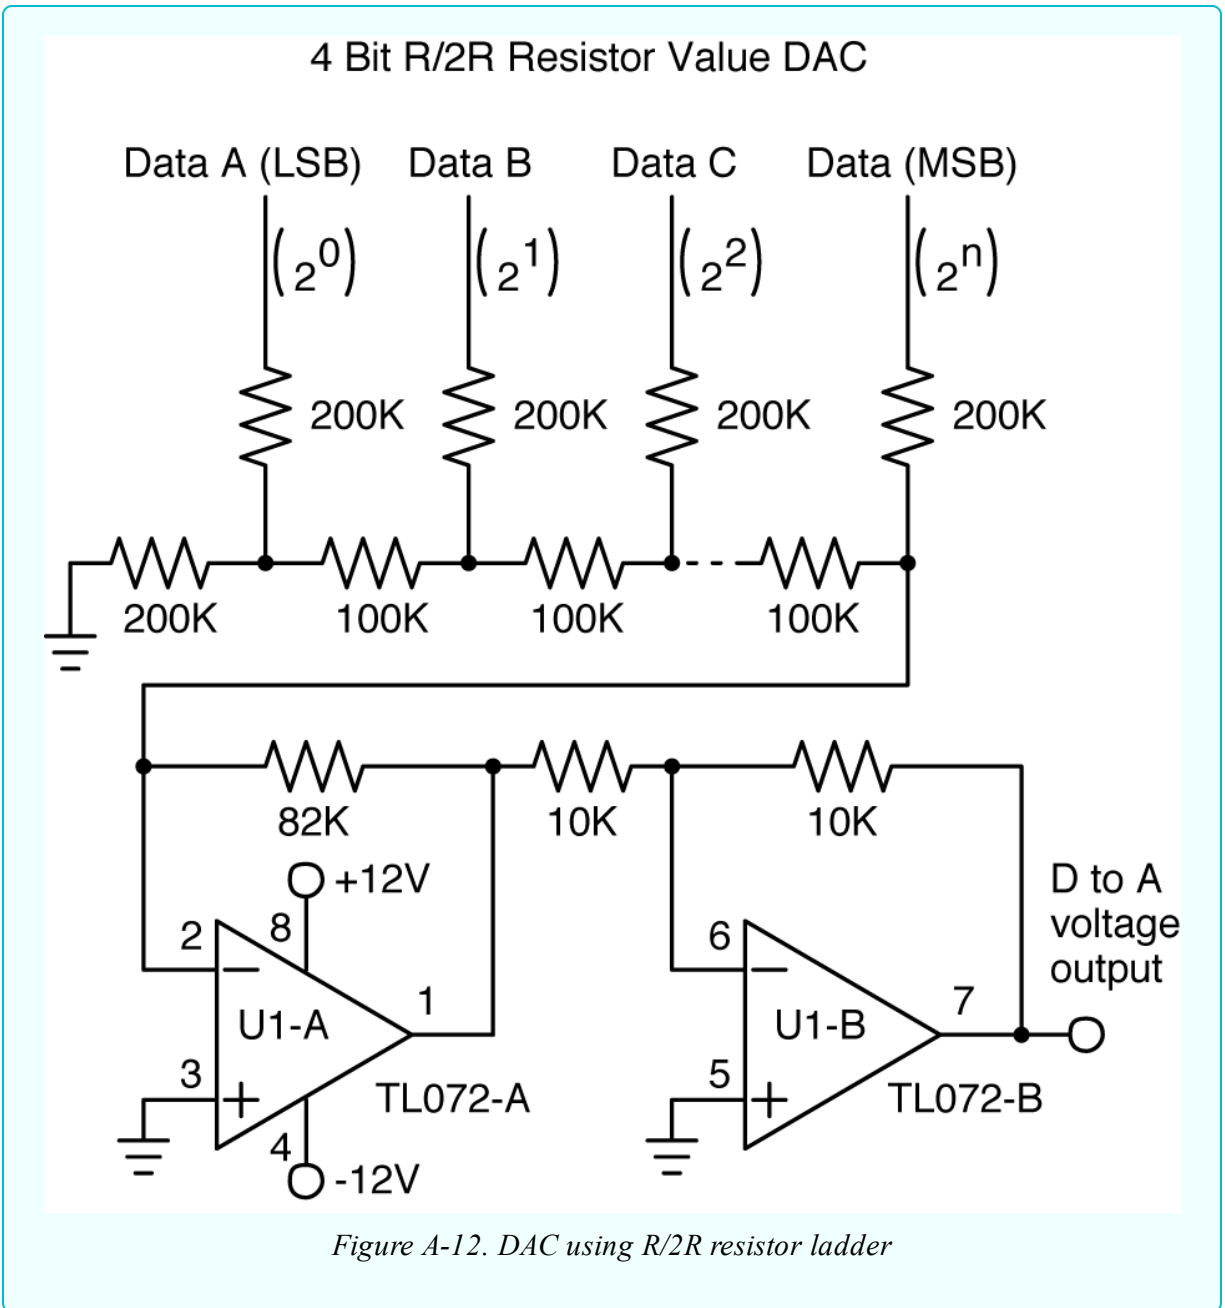 4 Bit R/2R Resistor Value DAC
Data A (LSB) Data B Data C Data (MSB)
(2⁰) (2¹) (2²) (2ⁿ)
200K 200K 200K 200K
200K 100K 100K 100K
82K 10K 10K
+12V
D to A
voltage
output
2 8 6
1 7
U1-A U1-B
3 5
TL072-A TL072-B
4
-12V
Figure A-12. DAC using R/2R resistor ladder